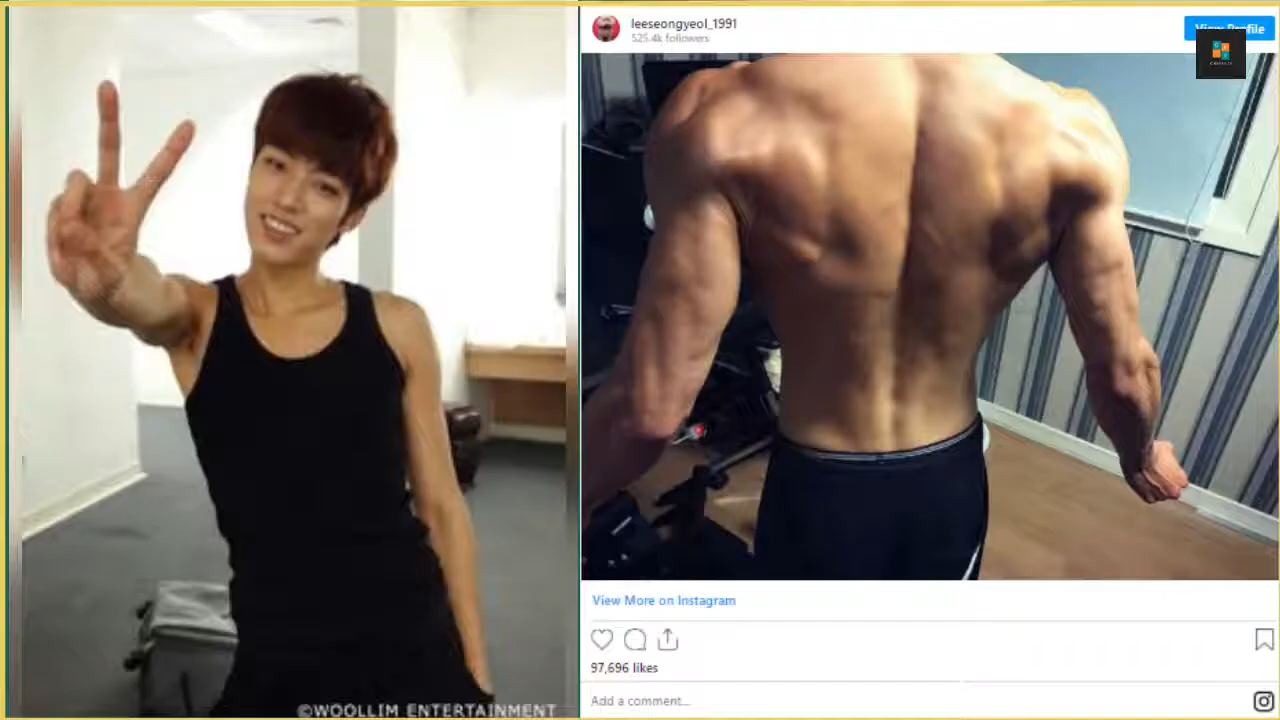 ©WOOLLIM ENTERTAINMENT
leeseongyeol_1991
525.4k followers
View Profile
View More on Instagram
97,696 likes
Add a comment...